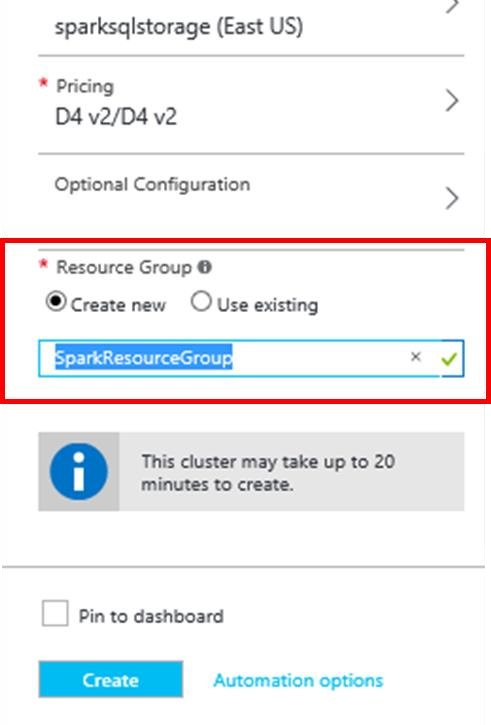 sparksqlstorage (East US)
* Pricing
D4 v2/D4 v2
Optional Configuration
* Resource Group
Create new Use existing
SparkResourceGroup
This cluster may take up to 20
minutes to create.
Pin to dashboard
Create Automation options